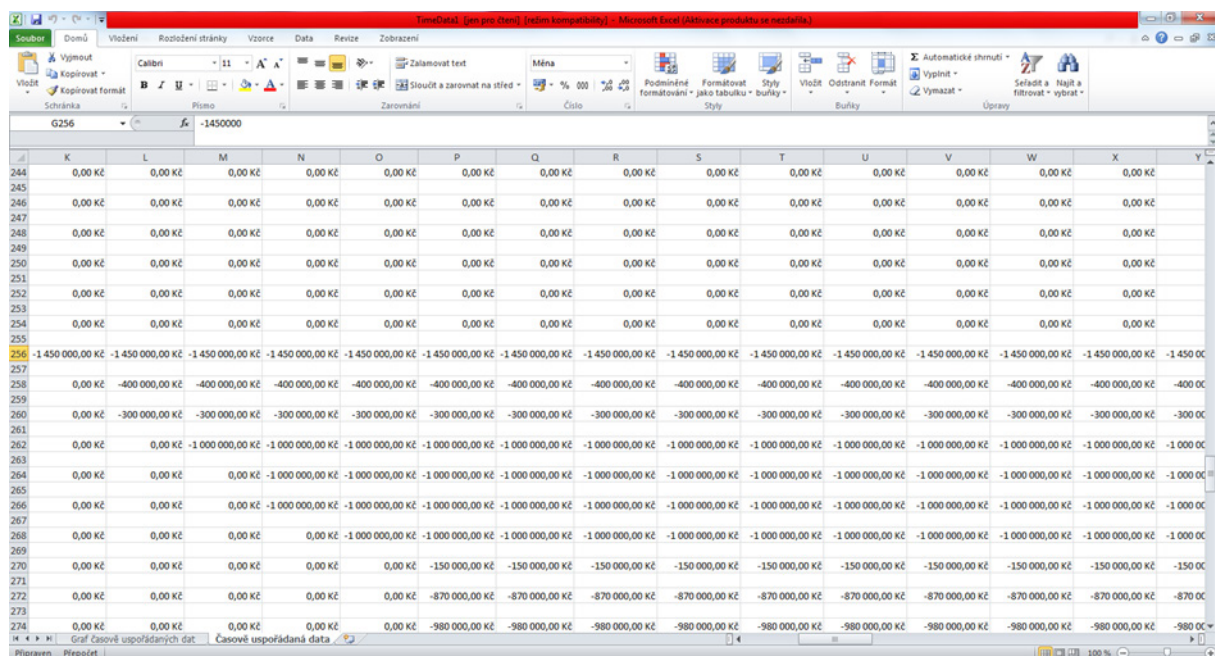 TimeData1 [jen pro čtení] [režim kompatibility] - Microsoft Excel (Aktivace produktu se nezdařila.)
Soubor Domů Vložení Rozložení stránky Vzorce Data Revize Zobrazení
Vložit
Vyjmout
Kopírovat
Kopírovat formát
Schránka
Calibri 11
B I U
Písmo
Zalamovat text
Sloučit a zarovnat na střed
Zarovnání
Měna
% 000
Číslo
Podmíněné formátování
Formátovat jako tabulku
Styly buňky
Styly
Vložit Odstranit Formát
Buňky
Σ Automatické shrnutí
Vyplnit
Vymazat
Seřadit a filtrovat
Najít a vybrat
Úpravy
G256 fx -1450000
K L M N O P Q R S T U V W X Y
244 0,00 Kč 0,00 Kč 0,00 Kč 0,00 Kč 0,00 Kč 0,00 Kč 0,00 Kč 0,00 Kč 0,00 Kč 0,00 Kč 0,00 Kč 0,00 Kč 0,00 Kč 0,00 Kč
245
246 0,00 Kč 0,00 Kč 0,00 Kč 0,00 Kč 0,00 Kč 0,00 Kč 0,00 Kč 0,00 Kč 0,00 Kč 0,00 Kč 0,00 Kč 0,00 Kč 0,00 Kč 0,00 Kč
247
248 0,00 Kč 0,00 Kč 0,00 Kč 0,00 Kč 0,00 Kč 0,00 Kč 0,00 Kč 0,00 Kč 0,00 Kč 0,00 Kč 0,00 Kč 0,00 Kč 0,00 Kč 0,00 Kč
249
250 0,00 Kč 0,00 Kč 0,00 Kč 0,00 Kč 0,00 Kč 0,00 Kč 0,00 Kč 0,00 Kč 0,00 Kč 0,00 Kč 0,00 Kč 0,00 Kč 0,00 Kč 0,00 Kč
251
252 0,00 Kč 0,00 Kč 0,00 Kč 0,00 Kč 0,00 Kč 0,00 Kč 0,00 Kč 0,00 Kč 0,00 Kč 0,00 Kč 0,00 Kč 0,00 Kč 0,00 Kč 0,00 Kč
253
254 0,00 Kč 0,00 Kč 0,00 Kč 0,00 Kč 0,00 Kč 0,00 Kč 0,00 Kč 0,00 Kč 0,00 Kč 0,00 Kč 0,00 Kč 0,00 Kč 0,00 Kč 0,00 Kč
255
256 -1 450 000,00 Kč -1 450 000,00 Kč -1 450 000,00 Kč -1 450 000,00 Kč -1 450 000,00 Kč -1 450 000,00 Kč -1 450 000,00 Kč -1 450 000,00 Kč -1 450 000,00 Kč -1 450 000,00 Kč -1 450 000,00 Kč -1 450 000,00 Kč -1 450 000,00 Kč -1 450 000,00 Kč -1 450 00
257
258 0,00 Kč -400 000,00 Kč -400 000,00 Kč -400 000,00 Kč -400 000,00 Kč -400 000,00 Kč -400 000,00 Kč -400 000,00 Kč -400 000,00 Kč -400 000,00 Kč -400 000,00 Kč -400 000,00 Kč -400 000,00 Kč -400 000,00 Kč -400 00
259
260 0,00 Kč -300 000,00 Kč -300 000,00 Kč -300 000,00 Kč -300 000,00 Kč -300 000,00 Kč -300 000,00 Kč -300 000,00 Kč -300 000,00 Kč -300 000,00 Kč -300 000,00 Kč -300 000,00 Kč -300 000,00 Kč -300 000,00 Kč -300 00
261
262 0,00 Kč 0,00 Kč -1 000 000,00 Kč -1 000 000,00 Kč -1 000 000,00 Kč -1 000 000,00 Kč -1 000 000,00 Kč -1 000 000,00 Kč -1 000 000,00 Kč -1 000 000,00 Kč -1 000 000,00 Kč -1 000 000,00 Kč -1 000 000,00 Kč -1 000 000,00 Kč -1 000 00
263
264 0,00 Kč 0,00 Kč 0,00 Kč -1 000 000,00 Kč -1 000 000,00 Kč -1 000 000,00 Kč -1 000 000,00 Kč -1 000 000,00 Kč -1 000 000,00 Kč -1 000 000,00 Kč -1 000 000,00 Kč -1 000 000,00 Kč -1 000 000,00 Kč -1 000 000,00 Kč -1 000 00
265
266 0,00 Kč 0,00 Kč 0,00 Kč -1 000 000,00 Kč -1 000 000,00 Kč -1 000 000,00 Kč -1 000 000,00 Kč -1 000 000,00 Kč -1 000 000,00 Kč -1 000 000,00 Kč -1 000 000,00 Kč -1 000 000,00 Kč -1 000 000,00 Kč -1 000 000,00 Kč -1 000 00
267
268 0,00 Kč 0,00 Kč 0,00 Kč 0,00 Kč -1 000 000,00 Kč -1 000 000,00 Kč -1 000 000,00 Kč -1 000 000,00 Kč -1 000 000,00 Kč -1 000 000,00 Kč -1 000 000,00 Kč -1 000 000,00 Kč -1 000 000,00 Kč -1 000 000,00 Kč -1 000 00
269
270 0,00 Kč 0,00 Kč 0,00 Kč 0,00 Kč 0,00 Kč -150 000,00 Kč -150 000,00 Kč -150 000,00 Kč -150 000,00 Kč -150 000,00 Kč -150 000,00 Kč -150 000,00 Kč -150 000,00 Kč -150 000,00 Kč -150 00
271
272 0,00 Kč 0,00 Kč 0,00 Kč 0,00 Kč 0,00 Kč -870 000,00 Kč -870 000,00 Kč -870 000,00 Kč -870 000,00 Kč -870 000,00 Kč -870 000,00 Kč -870 000,00 Kč -870 000,00 Kč -870 000,00 Kč -870 00
273
274 0,00 Kč 0,00 Kč 0,00 Kč 0,00 Kč 0,00 Kč -980 000,00 Kč -980 000,00 Kč -980 000,00 Kč -980 000,00 Kč -980 000,00 Kč -980 000,00 Kč -980 000,00 Kč -980 000,00 Kč -980 000,00 Kč -980 00
Graf časově uspořádaných dat Časově uspořádaná data
Připraven Přepočet 100 %